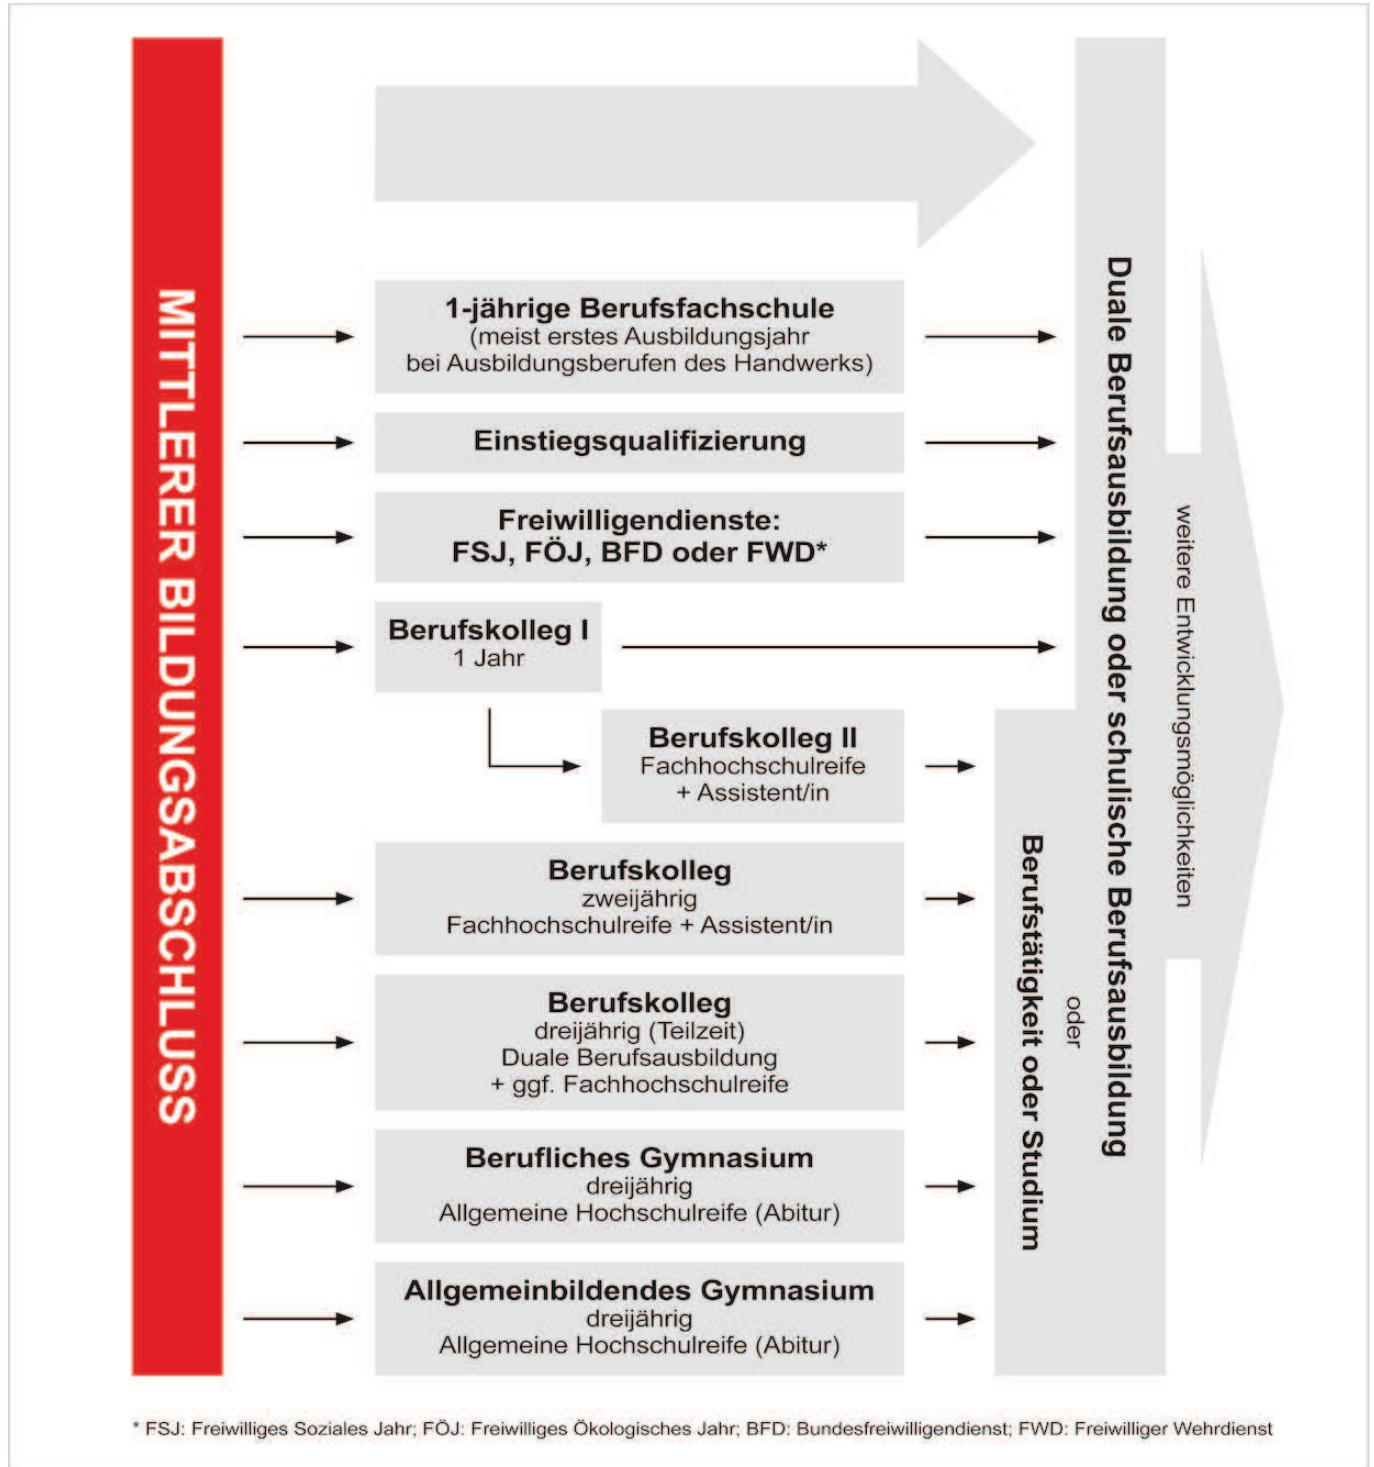 MITTLERER BILDUNGSABSCHLUSS
1-jährige Berufsfachschule
(meist erstes Ausbildungsjahr
bei Ausbildungsberufen des Handwerks)
Einstiegsqualifizierung
Freiwilligendienste:
FSJ, FÖJ, BFD oder FWD*
Berufskolleg I
1 Jahr
Berufskolleg II
Fachhochschulreife
+ Assistent/in
Berufskolleg
zweijährig
Fachhochschulreife + Assistent/in
Berufskolleg
dreijährig (Teilzeit)
Duale Berufsausbildung
+ ggf. Fachhochschulreife
Berufliches Gymnasium
dreijährig
Allgemeine Hochschulreife (Abitur)
Allgemeinbildendes Gymnasium
dreijährig
Allgemeine Hochschulreife (Abitur)
Duale Berufsausbildung oder schulische Berufsausbildung
oder
Berufstätigkeit oder Studium
weitere Entwicklungsmöglichkeiten
* FSJ: Freiwilliges Soziales Jahr; FÖJ: Freiwilliges Ökologisches Jahr; BFD: Bundesfreiwilligendienst; FWD: Freiwilliger Wehrdienst